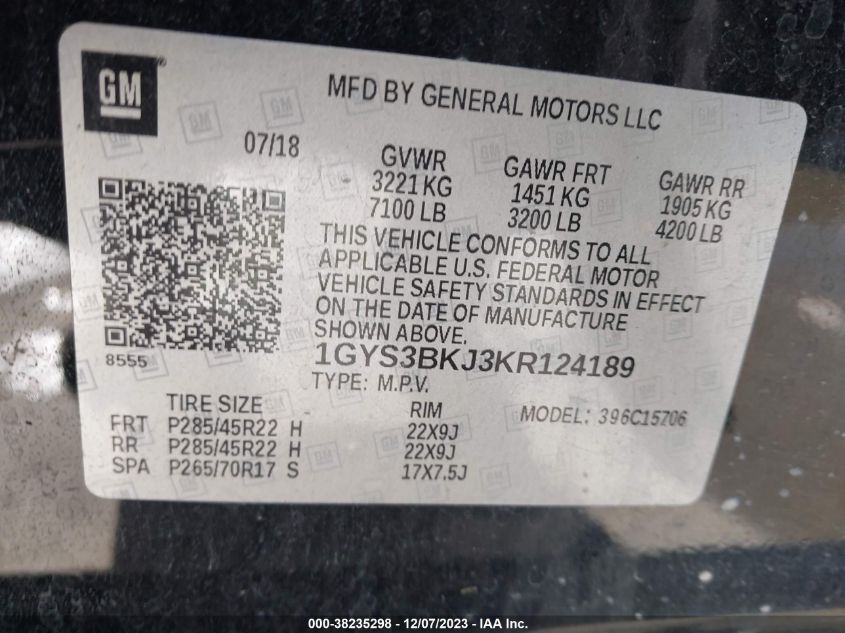 GM
MFD BY GENERAL MOTORS LLC
07/18
GVWR GAWR FRT GAWR RR
3221 KG 1451 KG 1905 KG
7100 LB 3200 LB 4200 LB
THIS VEHICLE CONFORMS TO ALL
APPLICABLE U.S. FEDERAL MOTOR
VEHICLE SAFETY STANDARDS IN EFFECT
ON THE DATE OF MANUFACTURE
SHOWN ABOVE.
8555
1GYS3BKJ3KR124189
TYPE: M.P.V.
TIRE SIZE RIM MODEL: 396C15706
FRT P285/45R22 H 22X9J
RR P285/45R22 H 22X9J
SPA P265/70R17 S 17X7.5J
000-38235298 - 12/07/2023 - IAA Inc.